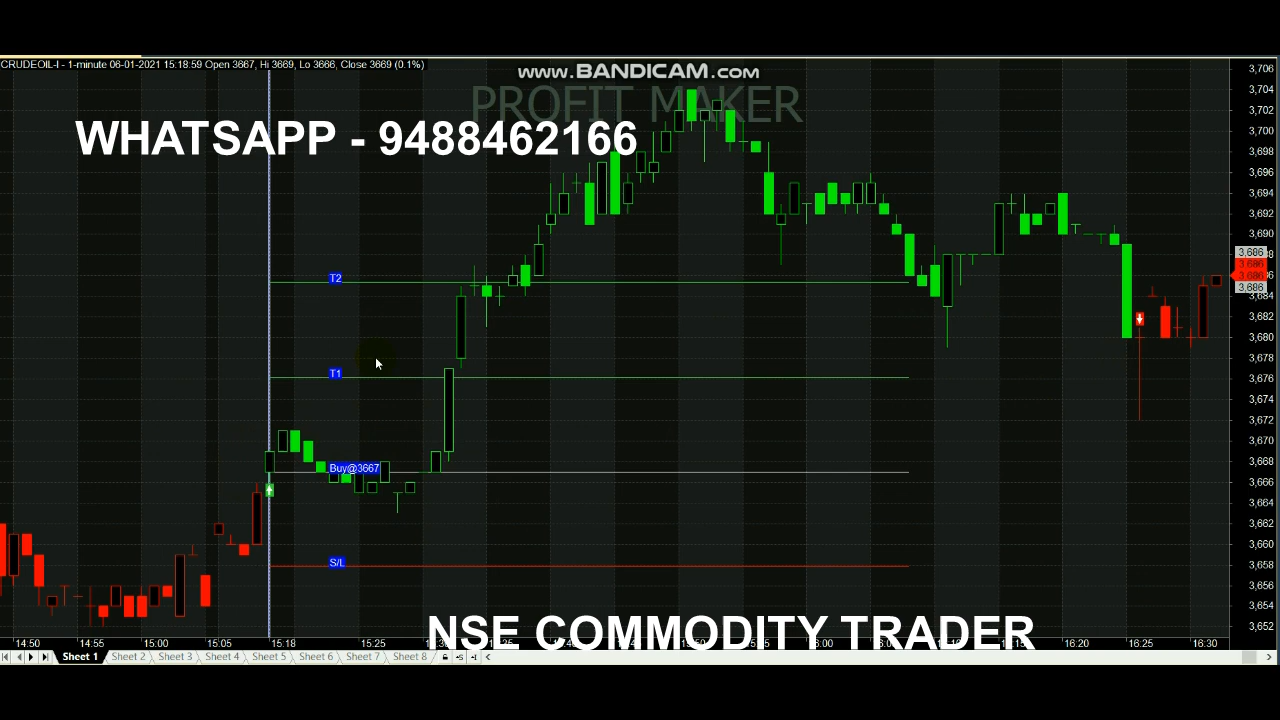 CRUDEOIL-I - 1-minute 06-01-2021 15:18:59 Open 3667, Hi 3669, Lo 3666, Close 3669 (0.1%)
www.BANDICAM.com
PROFIT MAKER
WHATSAPP - 9488462166
3,706
3,704
3,702
3,700
3,698
3,696
3,694
3,692
3,690
3,686
3,686
3,686
3,686
3,684
3,682
3,680
3,678
3,676
3,674
3,672
3,670
3,668
3,666
3,664
3,662
3,660
3,658
3,656
3,654
3,652
T2
T1
Buy@3667
S/L
NSE COMMODITY TRADER
14:50 14:55 15:00 15:05 15:18 15:25 16:20 16:25 16:30
Sheet 1 Sheet 2 Sheet 3 Sheet 4 Sheet 5 Sheet 6 Sheet 7 Sheet 8